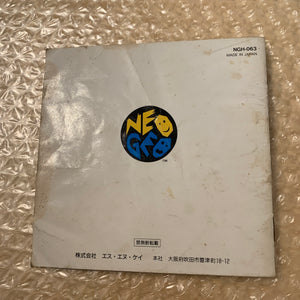 NGH-063
MADE IN JAPAN
NEO
GEO
TM
禁無断転載
株式会社 エス・エヌ・ケイ 本社 大阪府吹田市豊津町18-12